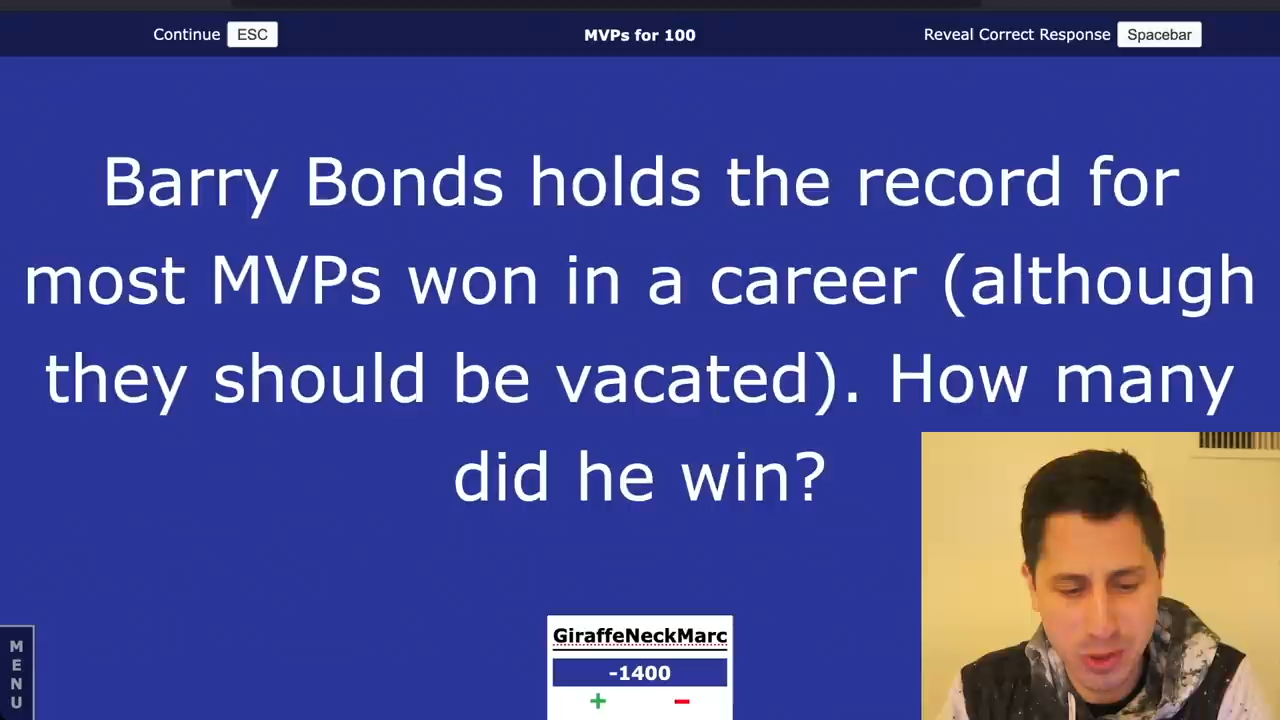 Continue ESC
MVPs for 100
Reveal Correct Response Spacebar
Barry Bonds holds the record for
most MVPs won in a career (although
they should be vacated). How many
did he win?
GiraffeNeckMarc
-1400
+ −
MENU